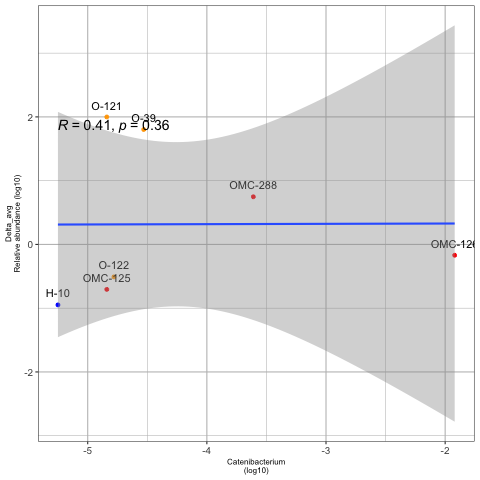 Delta_avg
Relative abundance (log10)
2
0
-2
O-121
O-39
R = 0.41, p = 0.36
OMC-288
OMC-126
O-122
OMC-125
H-10
-5
-4
-3
-2
Catenibacterium
(log10)